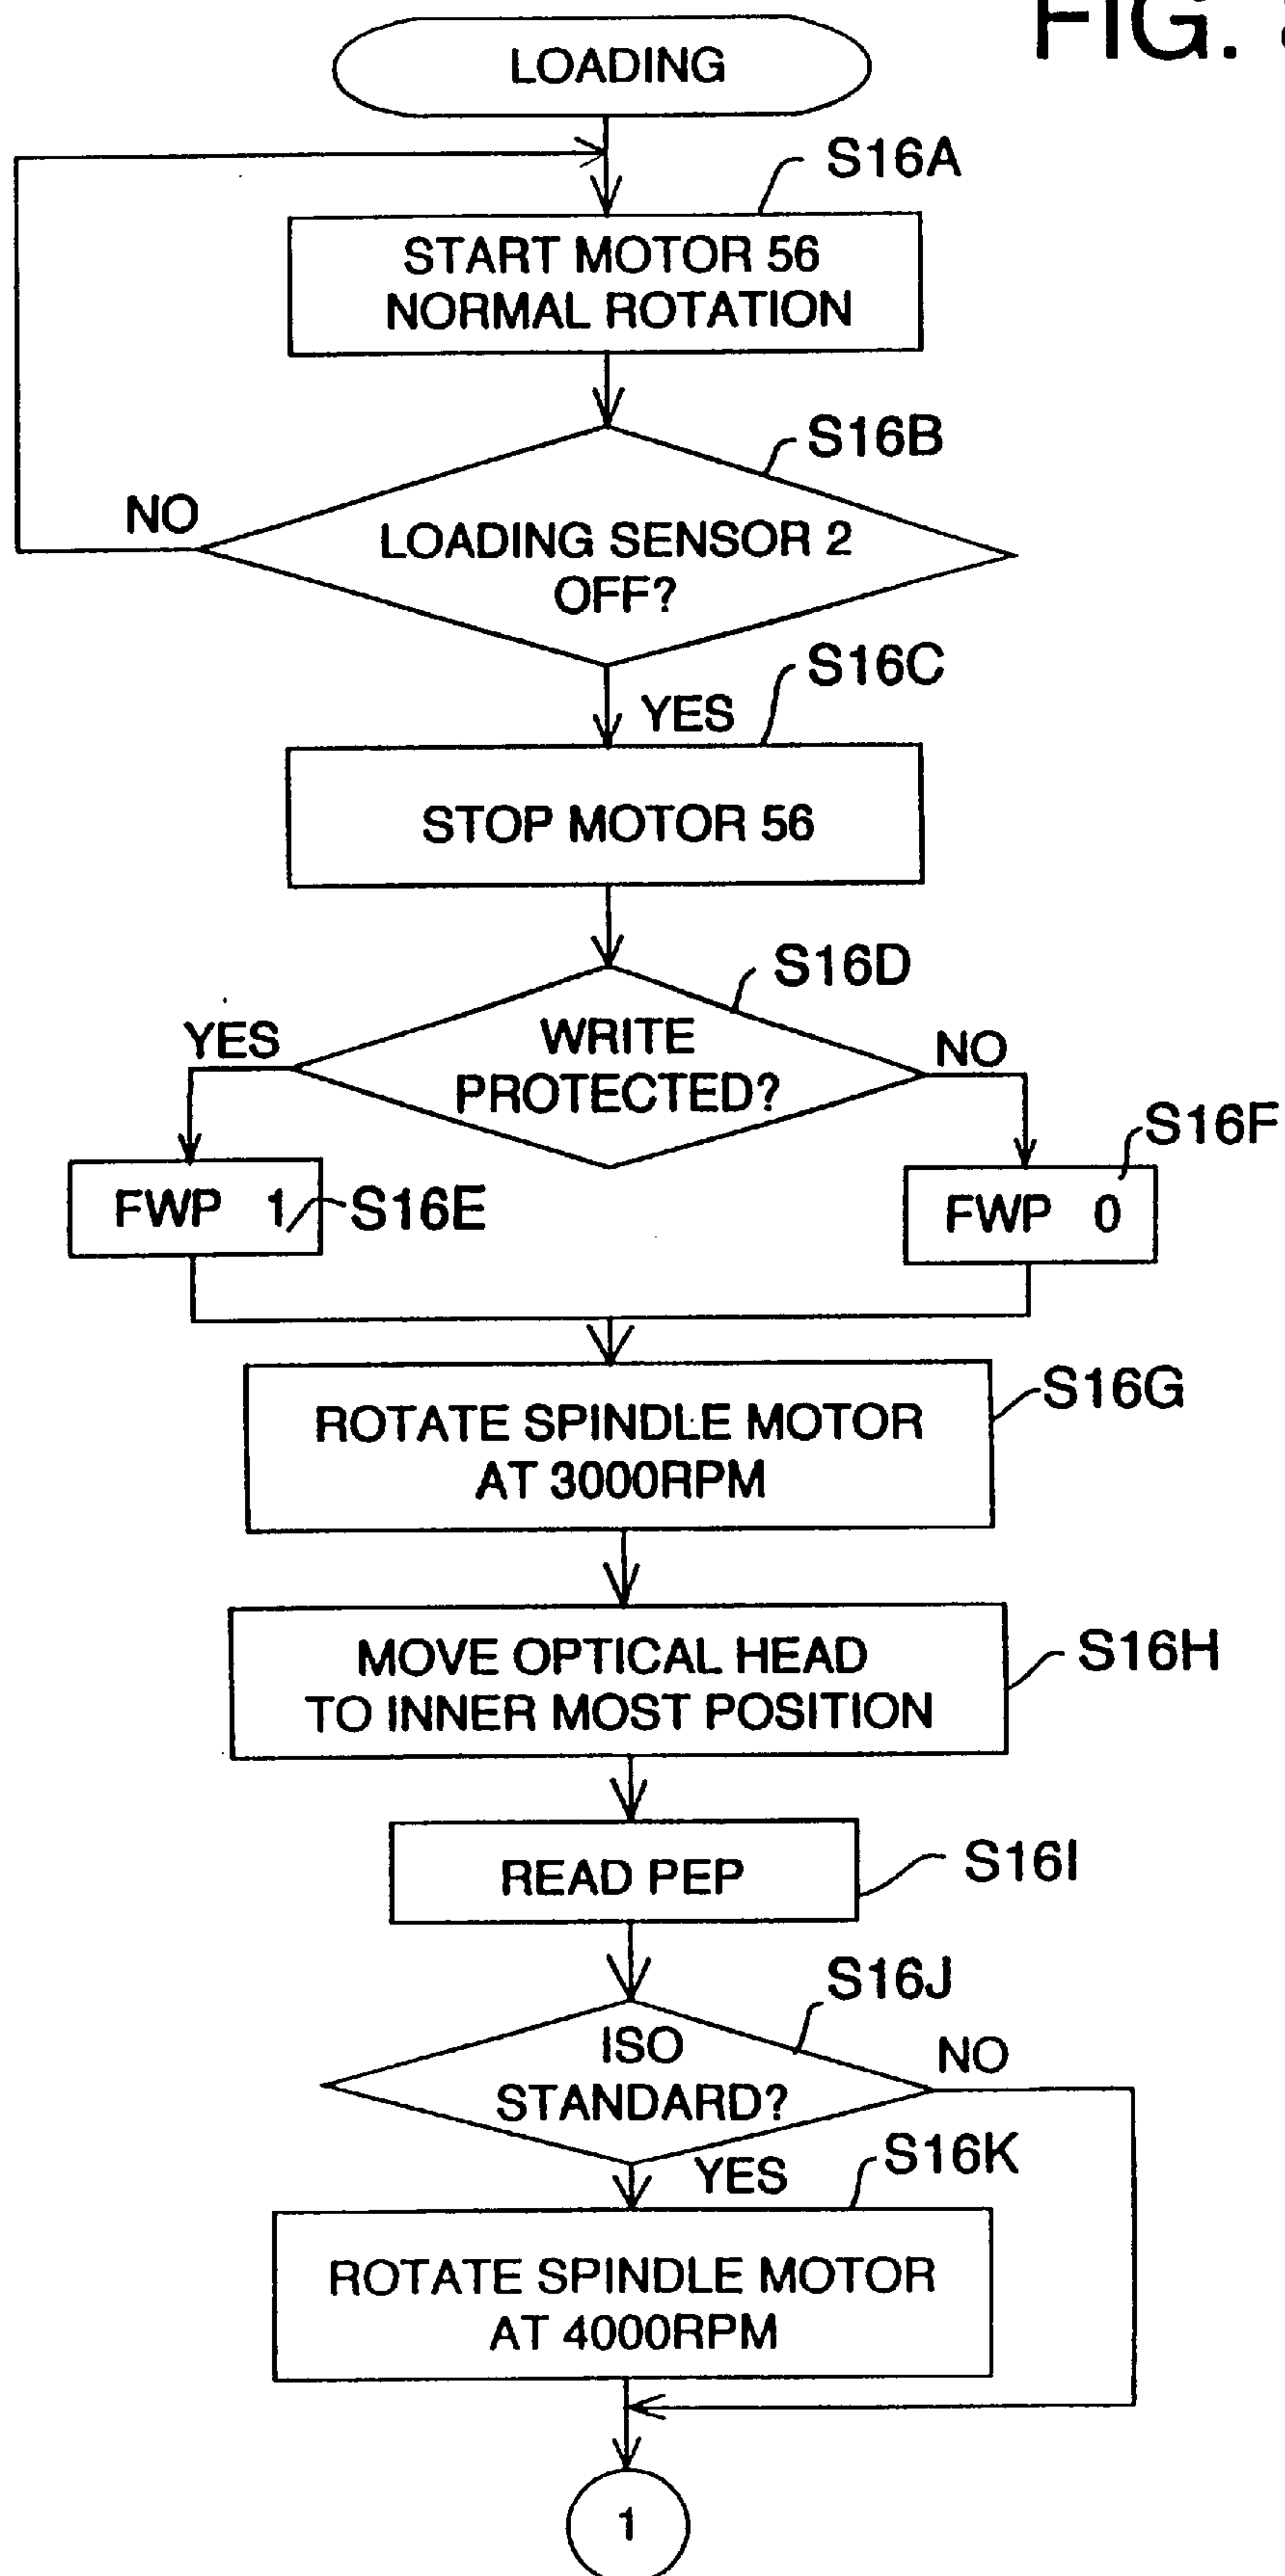 FIG.
LOADING
S16A
START MOTOR 56
NORMAL ROTATION
S16B
NO
LOADING SENSOR 2
OFF?
S16C
YES
STOP MOTOR 56
S16D
YES
WRITE
NO
PROTECTED?
S16F
FWP 1
S16E
FWP 0
S16G
ROTATE SPINDLE MOTOR
AT 3000RPM
S16H
MOVE OPTICAL HEAD
TO INNER MOST POSITION
S16I
READ PEP
S16J
ISO
NO
STANDARD?
S16K
YES
ROTATE SPINDLE MOTOR
AT 4000RPM
1